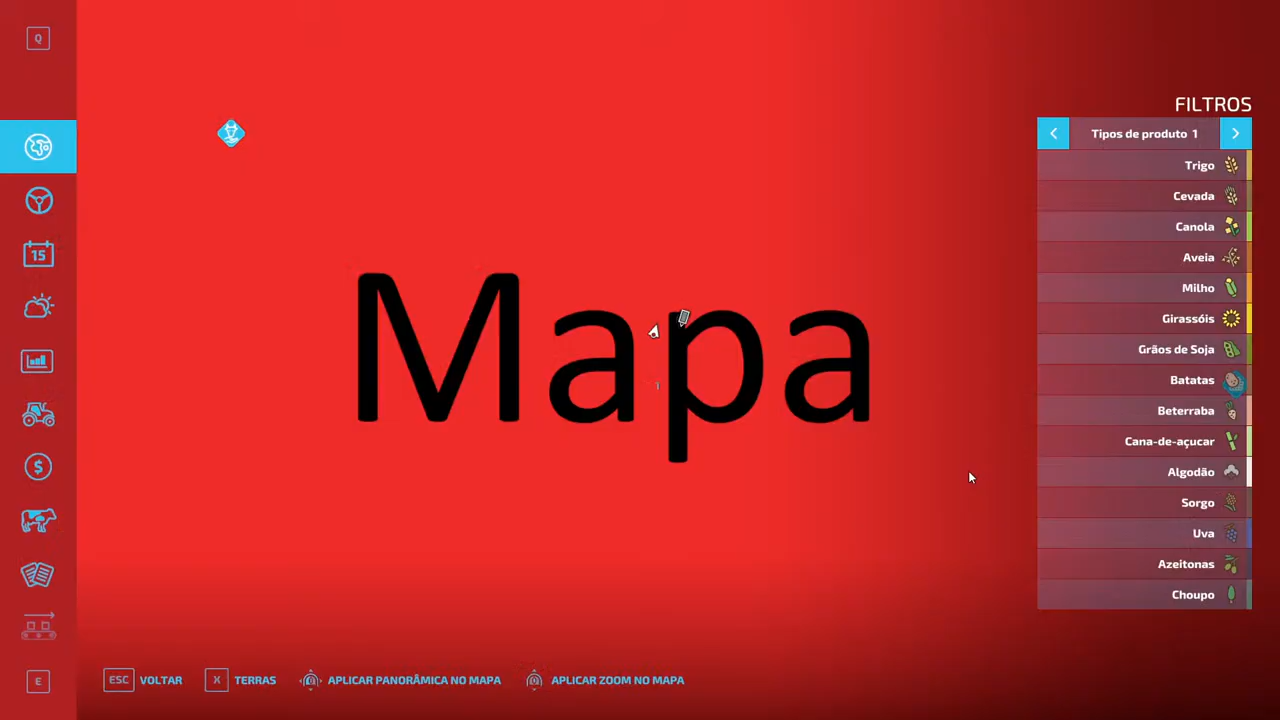 Q
FILTROS
Tipos de produto 1
Trigo
Cevada
Canola
Aveia
15
Milho
Girassóis
Mapa
Grãos de Soja
Batatas
Beterraba
Cana-de-açucar
$
Algodão
Sorgo
Uva
Azeitonas
Choupo
E
ESC VOLTAR X TERRAS APLICAR PANORÂMICA NO MAPA APLICAR ZOOM NO MAPA